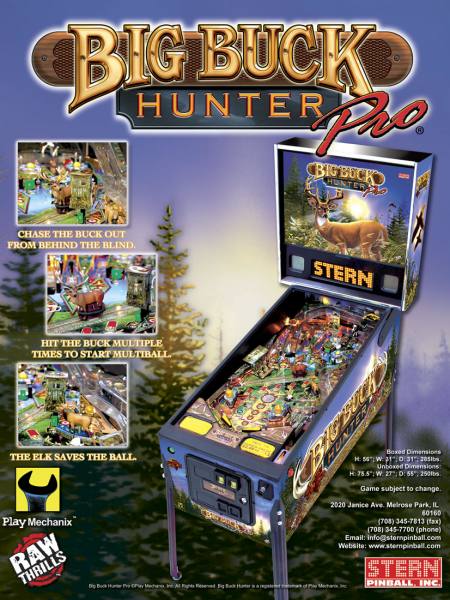 BIG BUCK
HUNTER
Pro®
CHASE THE BUCK OUT
FROM BEHIND THE BLIND.
HIT THE BUCK MULTIPLE
TIMES TO START MULTIBALL.
THE ELK SAVES THE BALL.
BIG BUCK
HUNTER
Pro
STERN
BIG BUCK
HUNTER
Boxed Dimensions
H: 56"; W: 31"; D: 31"; 285lbs.
Unboxed Dimensions:
H: 75.5"; W: 27"; D: 55"; 250lbs.
Game subject to change.
2020 Janice Ave. Melrose Park, IL
60160
(708) 345-7813 (fax)
(708) 345-7700 (phone)
Email: info@sternpinball.com
Website: www.sternpinball.com
Play Mechanix™
RAW
THRILLS
STERN
PINBALL, INC.
Big Buck Hunter Pro ©Play Mechanix, Inc. All Rights Reserved. Big Buck Hunter is a registered trademark of Play Mechanix, Inc.